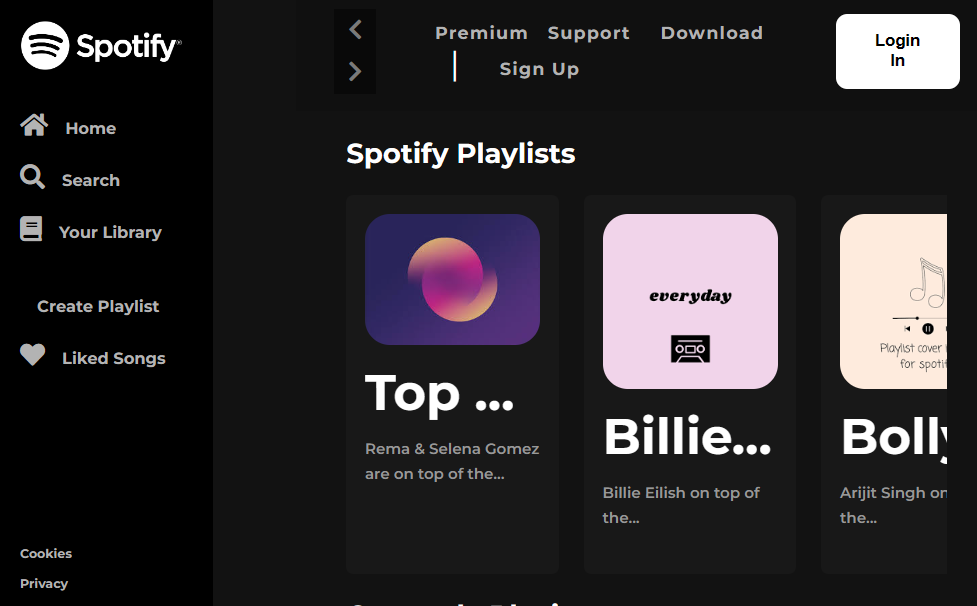 Spotify
Home
Search
Your Library
Create Playlist
Liked Songs
Cookies
Privacy
Premium Support Download
Sign Up
Login
In
Spotify Playlists
everyday
Playlist cover
for spotif
Top ...
Rema & Selena Gomez
are on top of the...
Billie...
Billie Eilish on top of
the...
Bolly
Arijit Singh on
the...